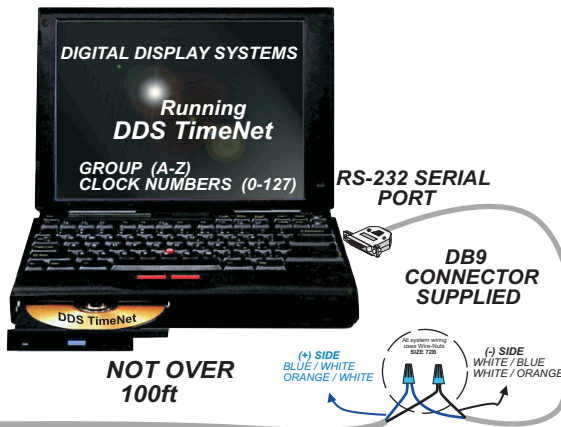 DIGITAL DISPLAY SYSTEMS
Running
DDS TimeNet
GROUP (A-Z)
CLOCK NUMBERS (0-127)
RS-232 SERIAL
PORT
DB9
CONNECTOR
SUPPLIED
DDS TimeNet
NOT OVER
100ft
All system wiring
uses Wire-Nuts
SIZE 72B
(+) SIDE
BLUE / WHITE
ORANGE / WHITE
(-) SIDE
WHITE / BLUE
WHITE / ORANGE